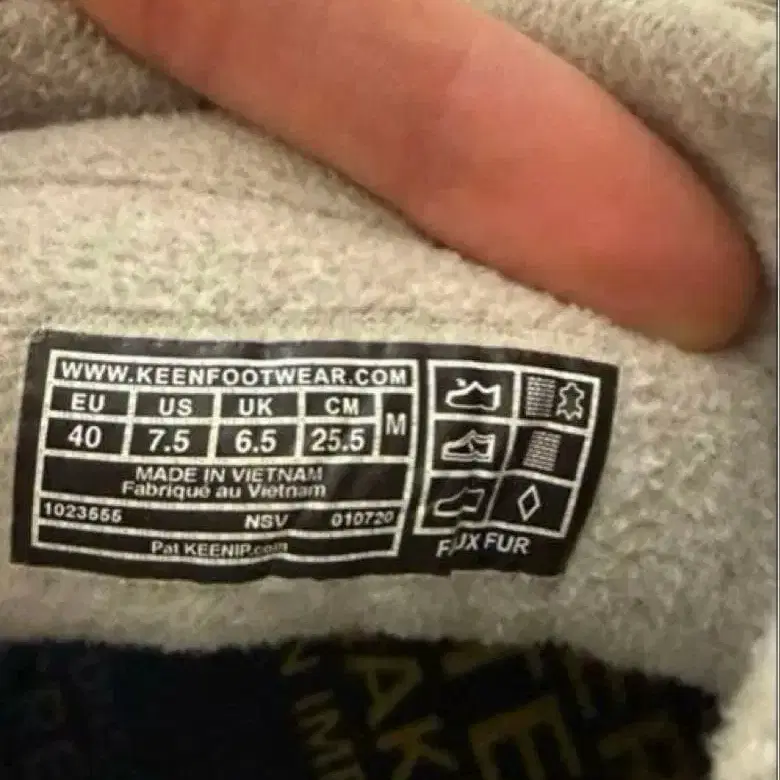 WWW.KEENFOOTWEAR.COM
EU US UK CM M
40 7.5 6.5 25.5
MADE IN VIETNAM
Fabriqué au Vietnam
1023555 NSV 010720
Pat KEENIP.com
FAUX FUR